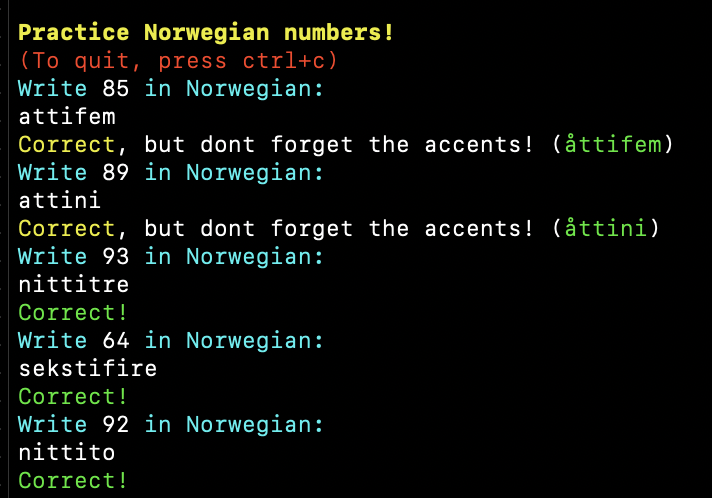 Practice Norwegian numbers!
(To quit, press ctrl+c)
Write 85 in Norwegian:
attifem
Correct, but dont forget the accents! (åttifem)
Write 89 in Norwegian:
attini
Correct, but dont forget the accents! (åttini)
Write 93 in Norwegian:
nittitre
Correct!
Write 64 in Norwegian:
sekstifire
Correct!
Write 92 in Norwegian:
nittito
Correct!